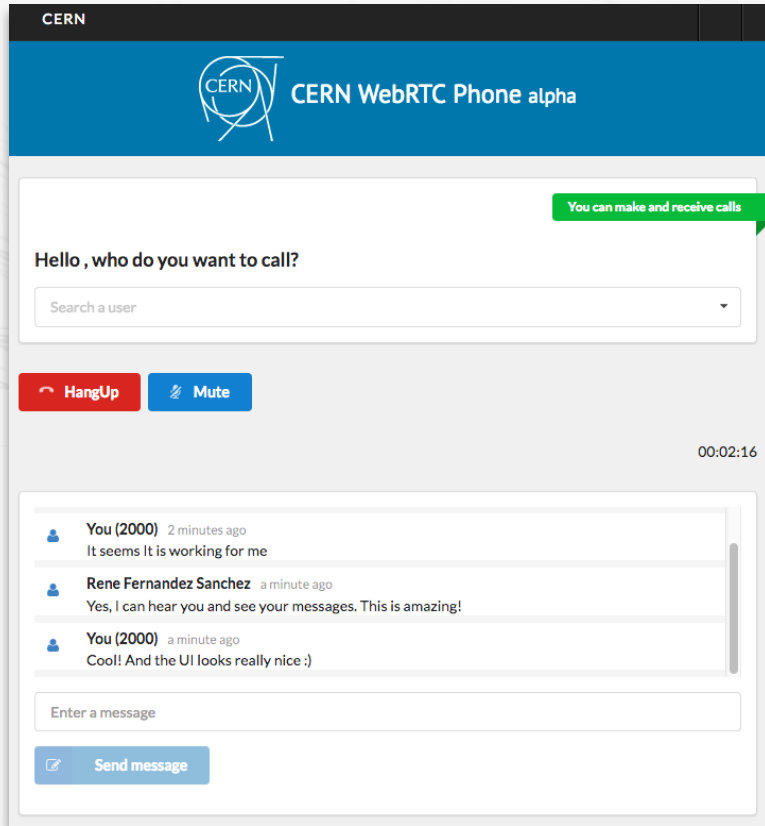 CERN
CERN
CERN WebRTC Phone alpha
You can make and receive calls
Hello , who do you want to call?
Search a user
HangUp
Mute
00:02:16
You (2000) 2 minutes ago
It seems It is working for me
Rene Fernandez Sanchez a minute ago
Yes, I can hear you and see your messages. This is amazing!
You (2000) a minute ago
Cool! And the UI looks really nice :)
Enter a message
Send message